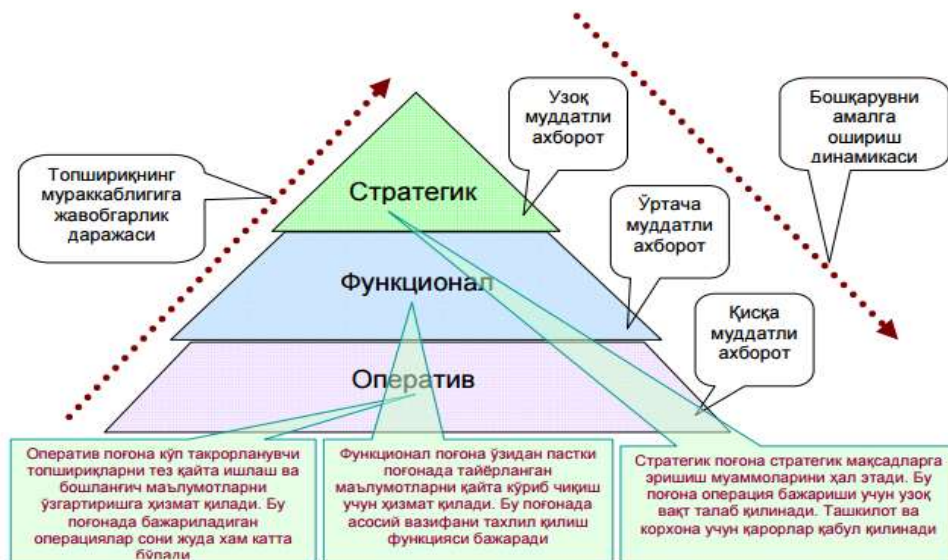 Узоқ
муддатли
ахборот
Бошқарувни
амалга
ошириш
динамикаси
Топшириқнинг
мураккаблигига
жавобгарлик
даражаси
Стратегик
Ўртача
муддатли
ахборот
Функционал
Қисқа
муддатли
ахборот
Оператив
Оператив поғона кўп такрорланувчи
топшириқларни тез қайта ишлаш ва
бошланғич маълумотларни
ўзгартиришга ҳизмат қилади. Бу
поғонада бажариладиган
операциялар сони жуда хам катта
бўлади
Функционал поғона ўзидан пастки
поғонада тайёрланган
маълумотларни қайта кўриб чиқиш
учун ҳизмат қилади. Бу поғонада
асосий вазифани тахлил қилиш
функцияси бажаради
Стратегик поғона стратегик мақсадларга
эришиш муаммоларини ҳал этади. Бу
поғона операция бажариши учун узоқ
вақт талаб қилинади. Ташкилот ва
корхона учун қарорлар қабул қилинади